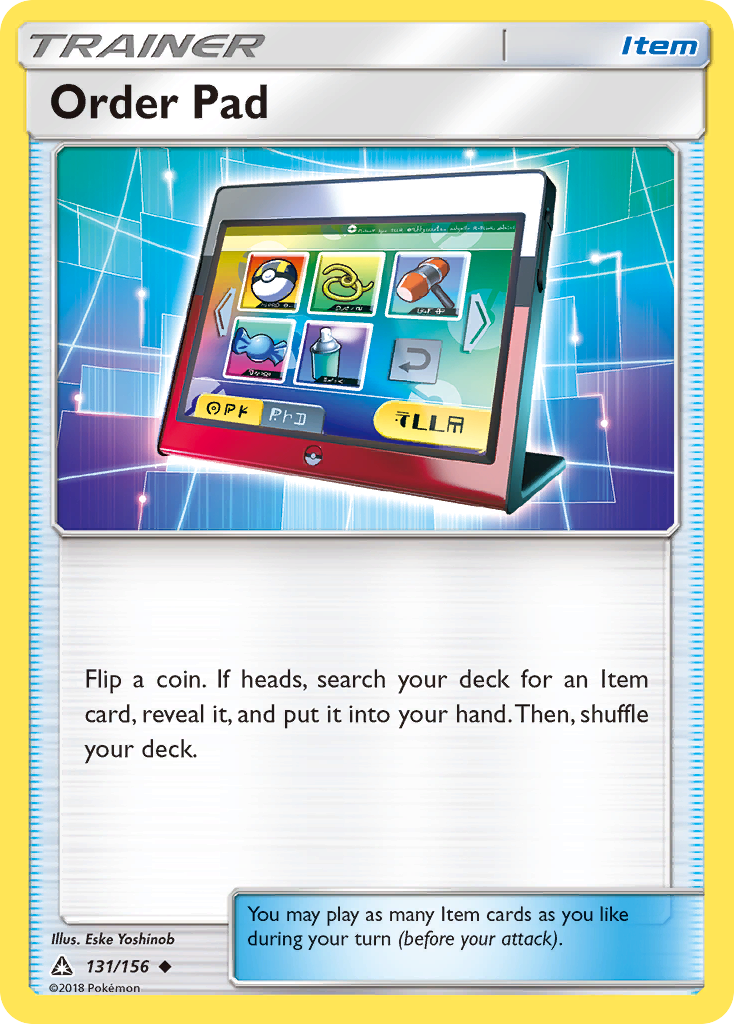 TRAINER
Item
Order Pad
Flip a coin. If heads, search your deck for an Item
card, reveal it, and put it into your hand. Then, shuffle
your deck.
You may play as many Item cards as you like
during your turn (before your attack).
Illus. Eske Yoshinob
131/156
©2018 Pokémon